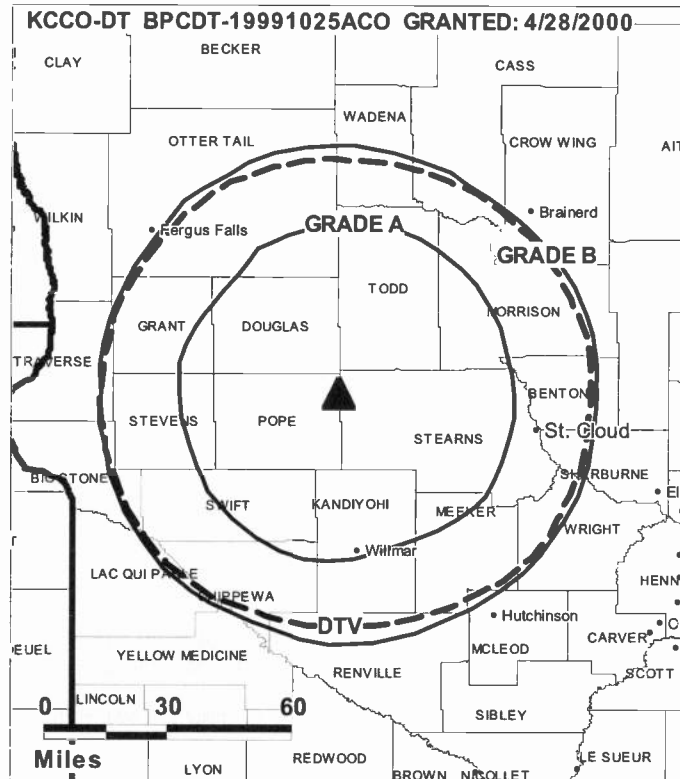 KCCO-DT BPCDT-19991025ACO GRANTED: 4/28/2000
BECKER
CLAY
CASS
WADENA
OTTER TAIL
CROW WING
AIT
WILKIN
Brainerd
Fergus Falls
GRADE A
GRADE B
TODD
MORRISON
GRANT
DOUGLAS
TRAVERSE
BENTON
STEVENS
POPE
STEARNS
St. Cloud
BIG STONE
SHERBURNE
El
SWIFT
KANDIYOHI
MEEKER
WRIGHT
Willmar
LAC QUI PARLE
HENN
CHIPPEWA
Hutchinson
DTV
CARVER
C
EUEL
YELLOW MEDICINE
MCLEOD
RENVILLE
SCOTT
LINCOLN
0 30 60
SIBLEY
Miles
LYON
REDWOOD
LE SUEUR
BROWN
NICOLLET